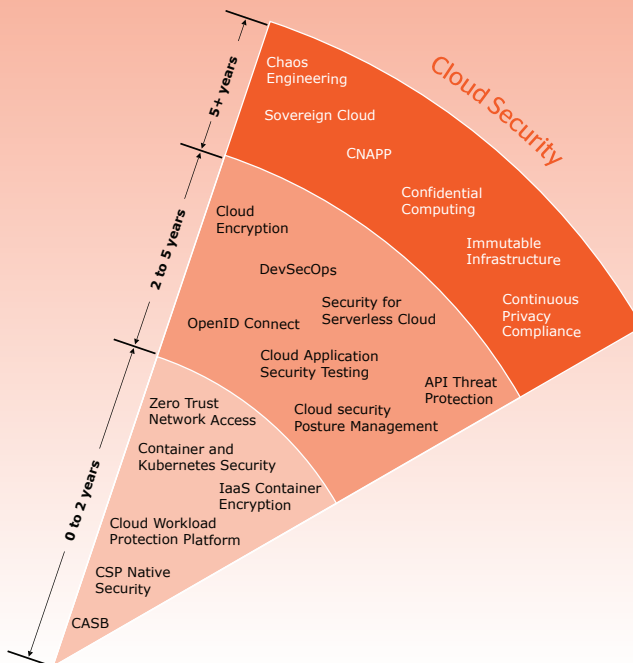 Cloud Security
5+ years
Chaos
Engineering
Sovereign Cloud
CNAPP
Confidential
Computing
Immutable
Infrastructure
Continuous
Privacy
Compliance
2 to 5 years
Cloud
Encryption
DevSecOps
Security for
Serverless Cloud
OpenID Connect
Cloud Application
Security Testing
API Threat
Protection
Cloud security
Posture Management
0 to 2 years
Zero Trust
Network Access
Container and
Kubernetes Security
IaaS Container
Encryption
Cloud Workload
Protection Platform
CSP Native
Security
CASB